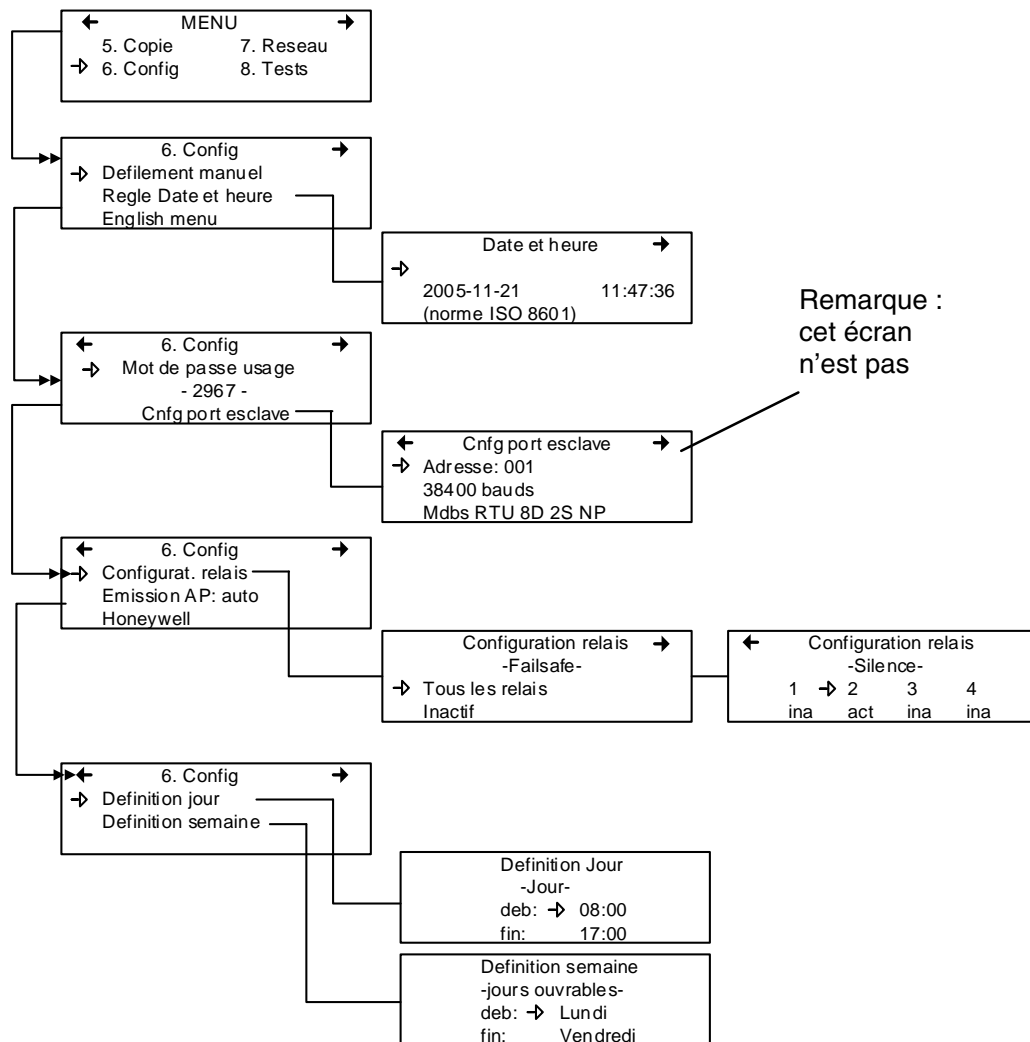 MENU
5. Copie 7. Reseau
6. Config 8. Tests
6. Config
Defilement manuel
Regle Date et heure
English menu
Date et heure
2005-11-21 11:47:36
(norme ISO 8601)
Remarque :
cet écran
n'est pas
6. Config
Mot de passe usage
- 2967 -
Cnfg port esclave
Cnfg port esclave
Adresse: 001
38400 bauds
Mdbs RTU 8D 2S NP
6. Config
Configurat. relais
Emission AP: auto
Honeywell
Configuration relais
-Failsafe-
Tous les relais
Inactif
Configuration relais
-Silence-
1 2 3 4
ina act ina ina
6. Config
Definition jour
Definition semaine
Definition Jour
-Jour-
deb: 08:00
fin: 17:00
Definition semaine
-jours ouvrables-
deb: Lundi
fin: Vendredi